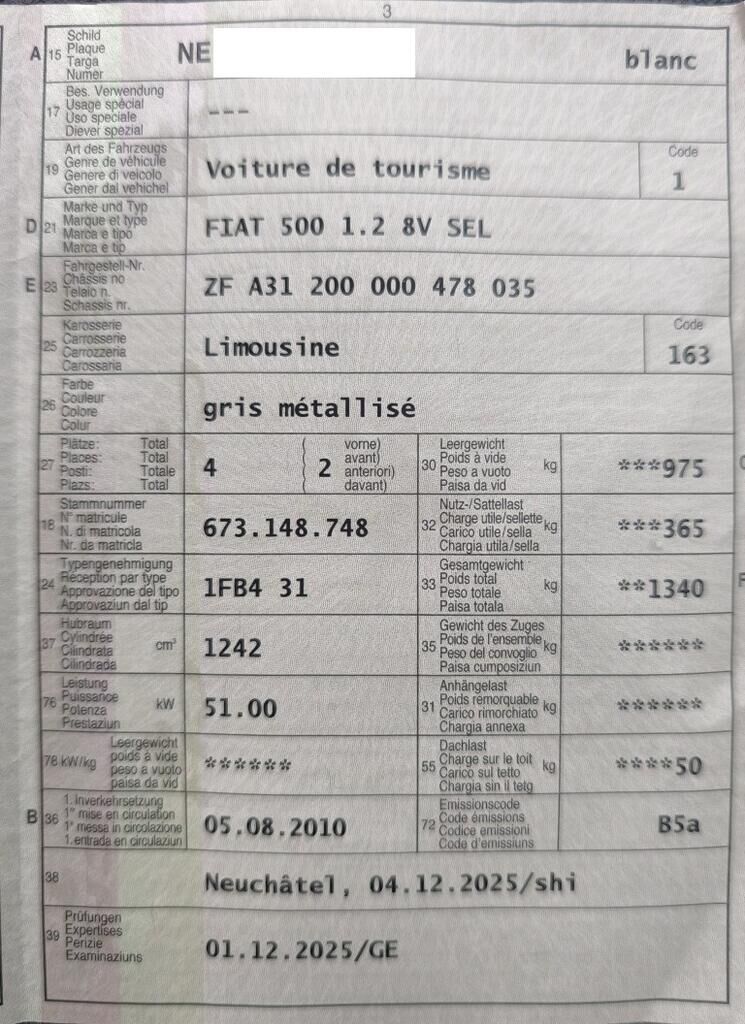 3
A 15 Schild
Plaque
Targa
Numer
NE blanc
17 Bes. Verwendung
Usage spécial
Uso speciale
Diever spezial
---
19 Art des Fahrzeugs
Genre de véhicule
Genere di veicolo
Gener dal vehichel
Voiture de tourisme
Code
1
D 21 Marke und Typ
Marque et type
Marca e tipo
Marca e tip
FIAT 500 1.2 8V SEL
E 23 Fahrgestell-Nr.
Châssis no
Telaio n.
Schassis nr.
ZF A31 200 000 478 035
25 Karosserie
Carrosserie
Carrozzeria
Carossaria
Limousine
Code
163
26 Farbe
Couleur
Colore
Colur
gris métallisé
27 Plätze: Total
Places: Total
Posti: Totale
Plazs: Total
4
( vorne)
( avant)
2 anteriori)
( davant)
30 Leergewicht
Poids à vide
Peso a vuoto
Paisa da vid
kg
***975
18 Stammnummer
N° matricule
N. di matricola
Nr. da matricla
673.148.748
32 Nutz-/Sattellast
Charge utile/sellette
Carico utile/sella
Chargia utila/sella
kg
***365
24 Typengenehmigung
Réception par type
Approvazione del tipo
Approvaziun dal tip
1FB4 31
33 Gesamtgewicht
Poids total
Peso totale
Paisa totala
kg
**1340
37 Hubraum
Cylindrée
Cilindrata
Cilindrada
cm³
1242
35 Gewicht des Zuges
Poids de l'ensemble
Peso del convoglio
Paisa cumposiziun
kg
******
76 Leistung
Puissance
Potenza
Prestaziun
kW
51.00
31 Anhängelast
Poids remorquable
Carico rimorchiato
Chargia annexa
kg
******
78 kW/kg Leergewicht
poids à vide
peso a vuoto
paisa da vid
******
55 Dachlast
Charge sur le toit
Carico sul tetto
Chargia sin il tetg
kg
****50
B 36 1. Inverkehrsetzung
1re mise en circulation
1a messa in circolazione
1. entrada en circulaziun
05.08.2010
72 Emissionscode
Code émissions
Codice emissioni
Code d'emissiuns
B5a
38
Neuchâtel, 04.12.2025/shi
39 Prüfungen
Expertises
Perizie
Examinaziuns
01.12.2025/GE